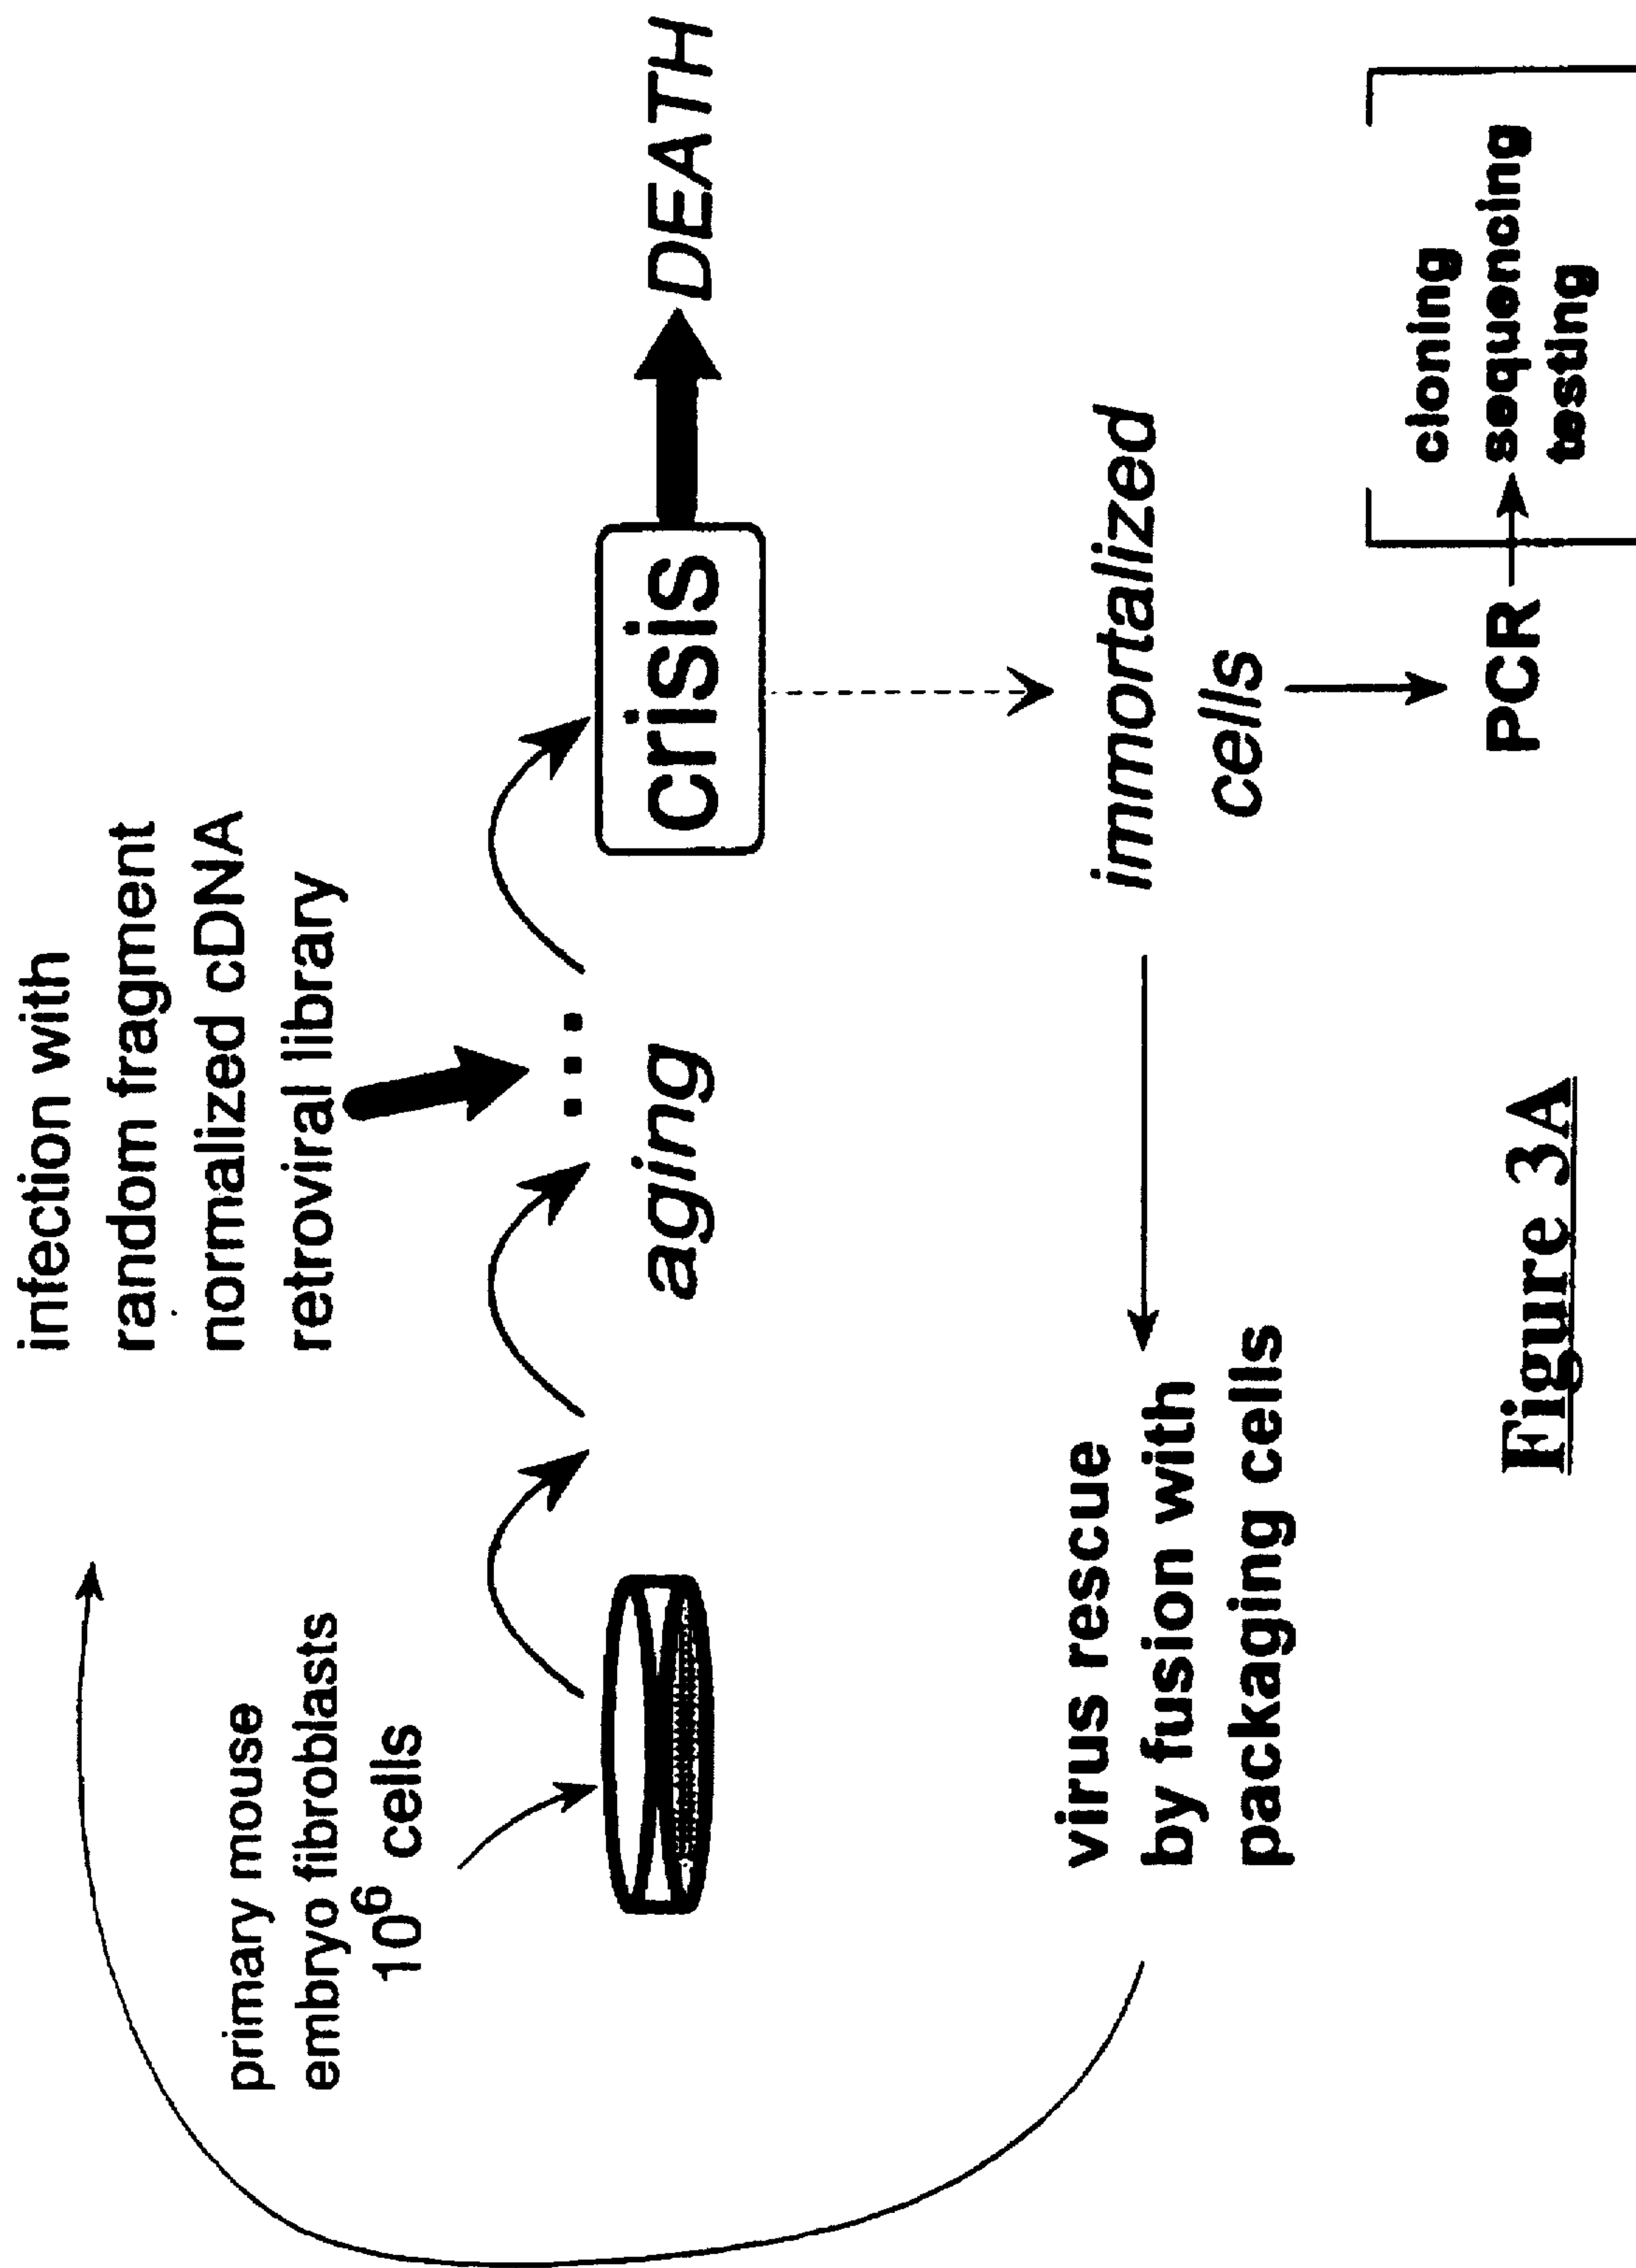 infection with
random fragment
normalized cDNA
retroviral library
primary mouse
embryo fibroblasts
10⁶ cells
aging
crisis
DEATH
immortalized
cells
virus rescue
by fusion with
packaging cells
PCR
cloning
sequencing
testing
Figure 3A